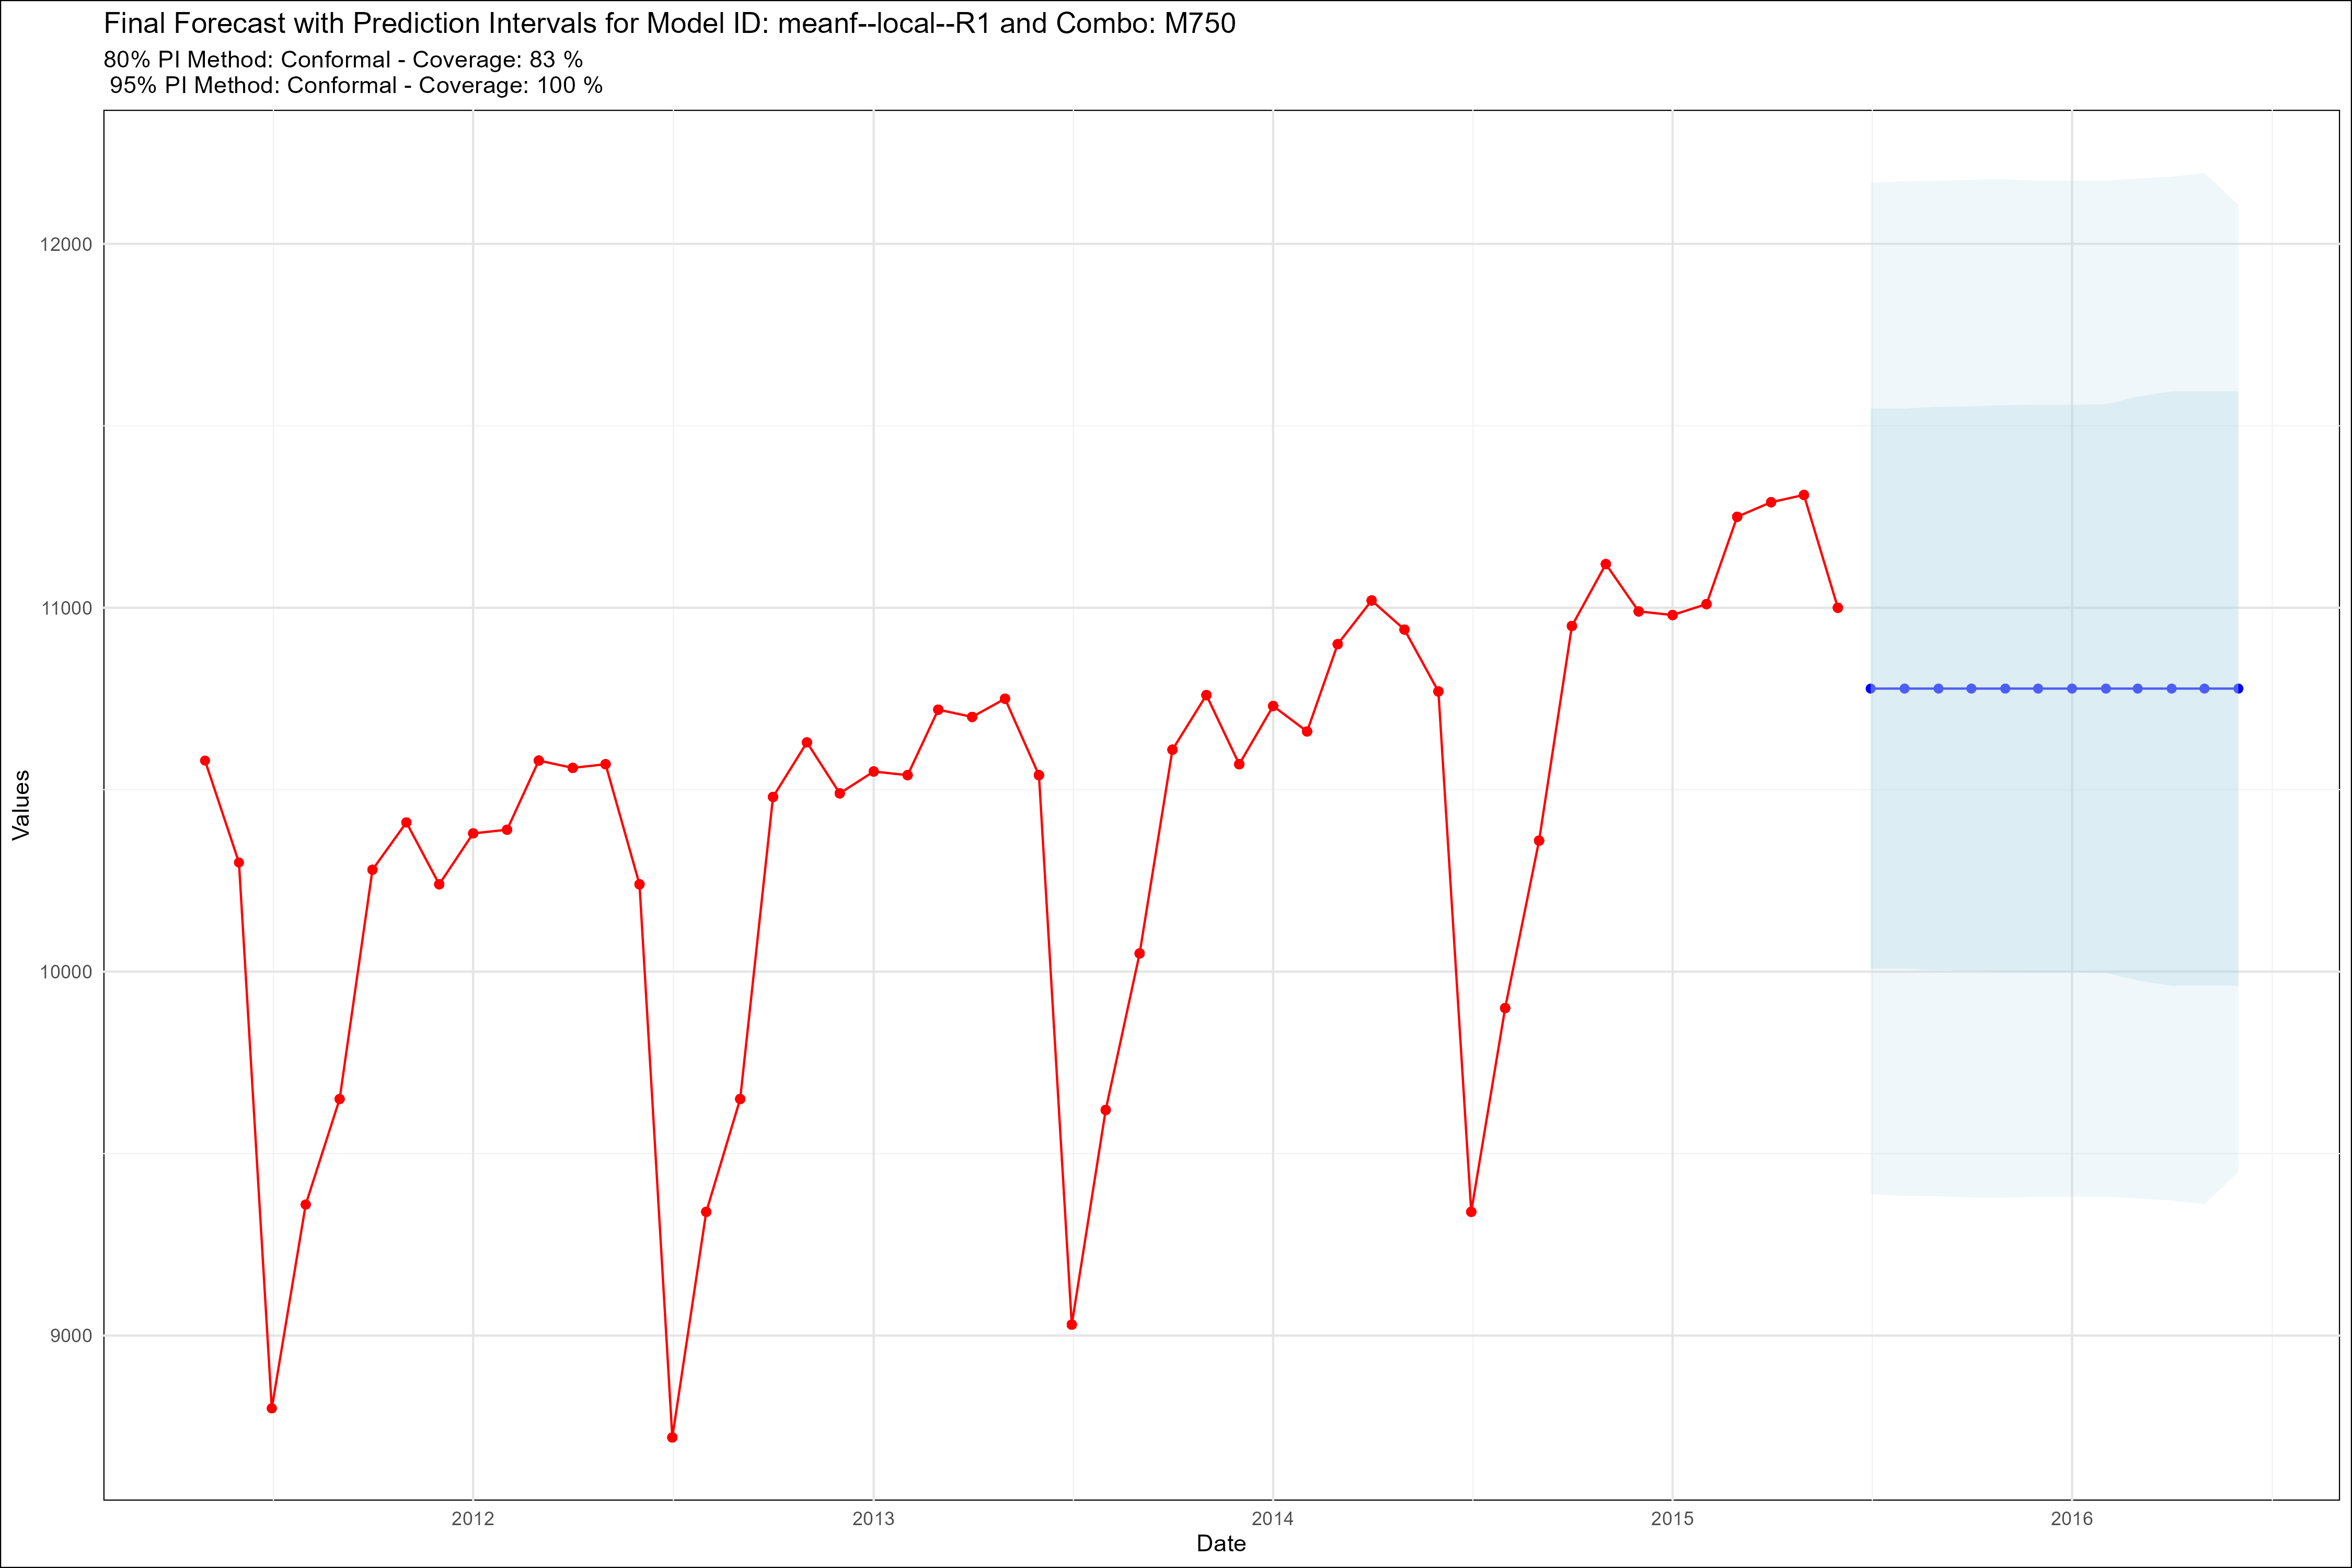 Final Forecast with Prediction Intervals for Model ID: meanf--local--R1 and Combo: M750
80% PI Method: Conformal - Coverage: 83 %
95% PI Method: Conformal - Coverage: 100 %
12000
11000
10000
9000
Values
2012
2013
2014
2015
2016
Date